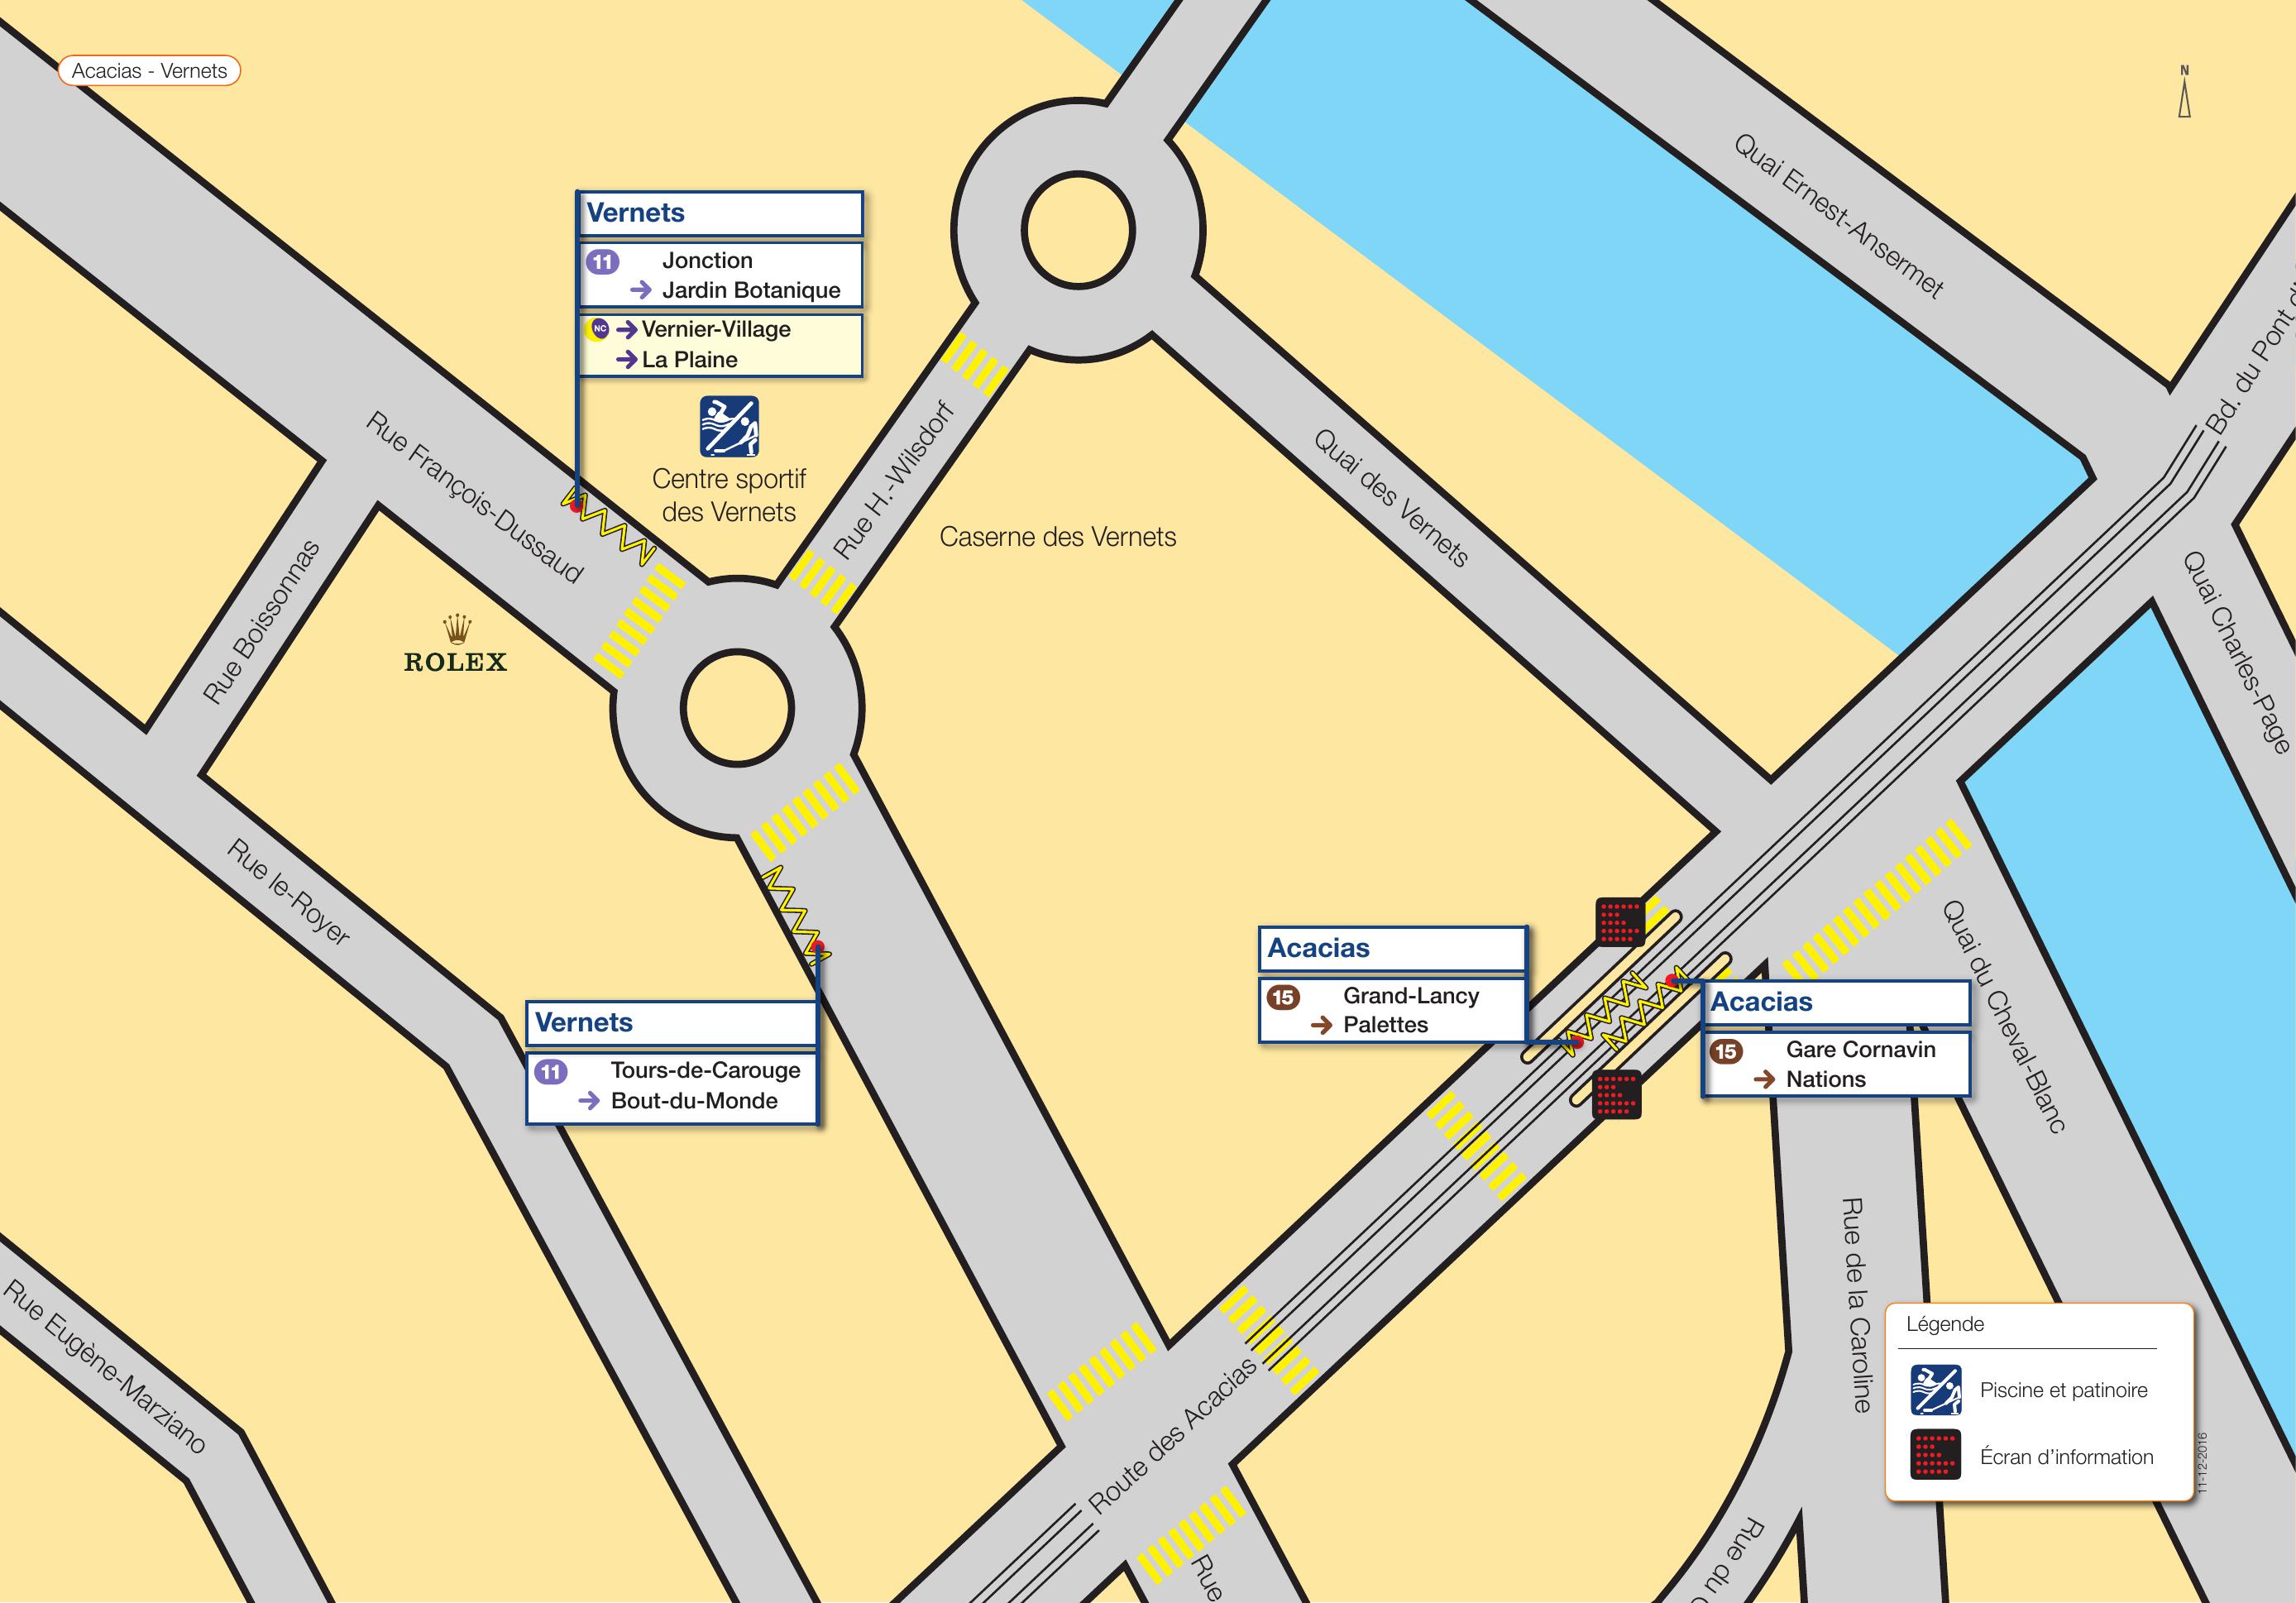 Acacias - Vernets
N
Quai Ernest-Ansermet
Vernets
11 Jonction
Jardin Botanique
NC Vernier-Village
La Plaine
Bd. du Pont
Rue François-Dussaud
Centre sportif
des Vernets
Rue H.-Wilsdorf
Quai des Vernets
Caserne des Vernets
Rue Boissonnas
ROLEX
Quai Charles-Page
Rue le-Royer
Acacias
15 Grand-Lancy
Palettes
Quai du Cheval-Blanc
Acacias
15 Gare Cornavin
Nations
Vernets
11 Tours-de-Carouge
Bout-du-Monde
Rue de la Caroline
Rue Eugène-Marziano
Route des Acacias
Légende
Piscine et patinoire
Écran d'information
11-12-2016
Rue
Rue du